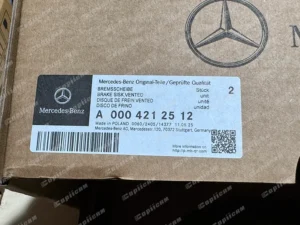 Mercedes-Benz Original-Teile/Geprüfte Qualität
BREMSSCHEIBE
BRAKE DISK VENTED
DISQUE DE FREIN VENTED
DISCO DE FRENO
Stück
unit
unité
unidad
2
Mercedes-Benz
A 000 421 25 12
Made in POLAND
Mercedes-Benz AG, Mercedesstr. 120, 70372 Stuttgart, Germany